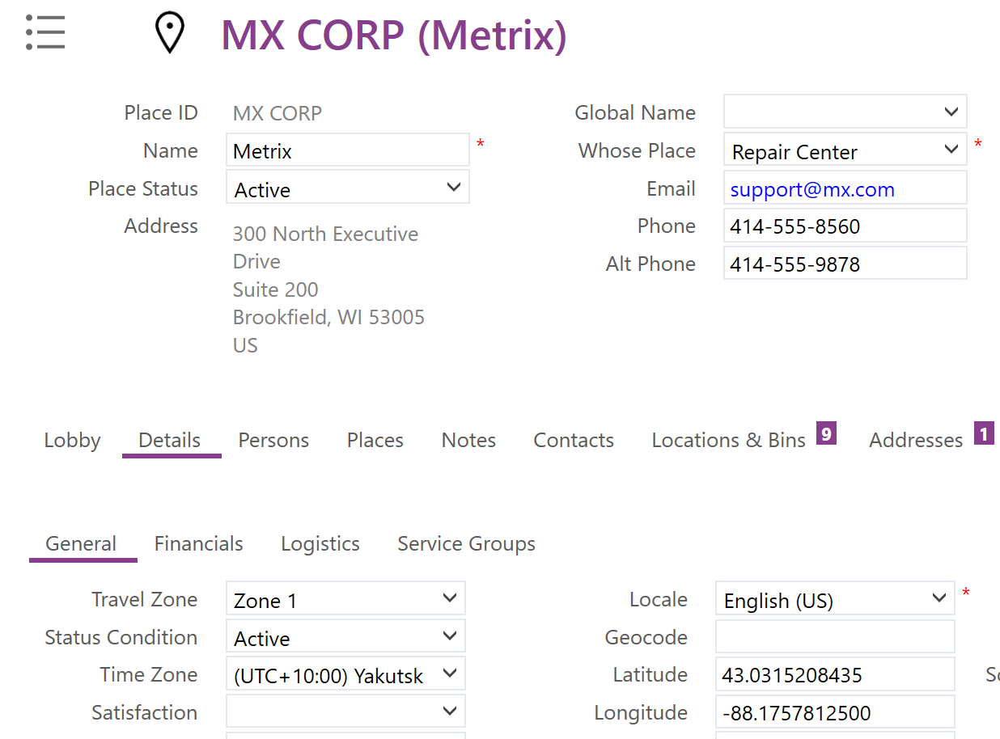 MX CORP (Metrix)
Place ID MX CORP
Name Metrix *
Place Status Active
Address 300 North Executive
Drive
Suite 200
Brookfield, WI 53005
US
Global Name
Whose Place Repair Center *
Email support@mx.com
Phone 414-555-8560
Alt Phone 414-555-9878
Lobby Details Persons Places Notes Contacts Locations & Bins 9 Addresses 1
General Financials Logistics Service Groups
Travel Zone Zone 1
Status Condition Active
Time Zone (UTC+10:00) Yakutsk
Satisfaction
Locale English (US) *
Geocode
Latitude 43.0315208435
Longitude -88.1757812500